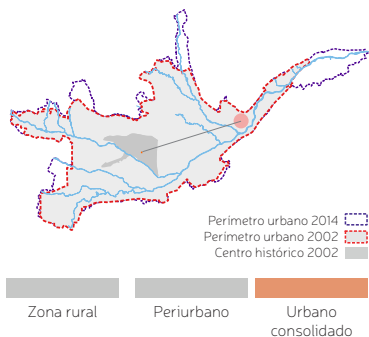 Perímetro urbano 2014
Perímetro urbano 2002
Centro histórico 2002
Zona rural
Periurbano
Urbano
consolidado